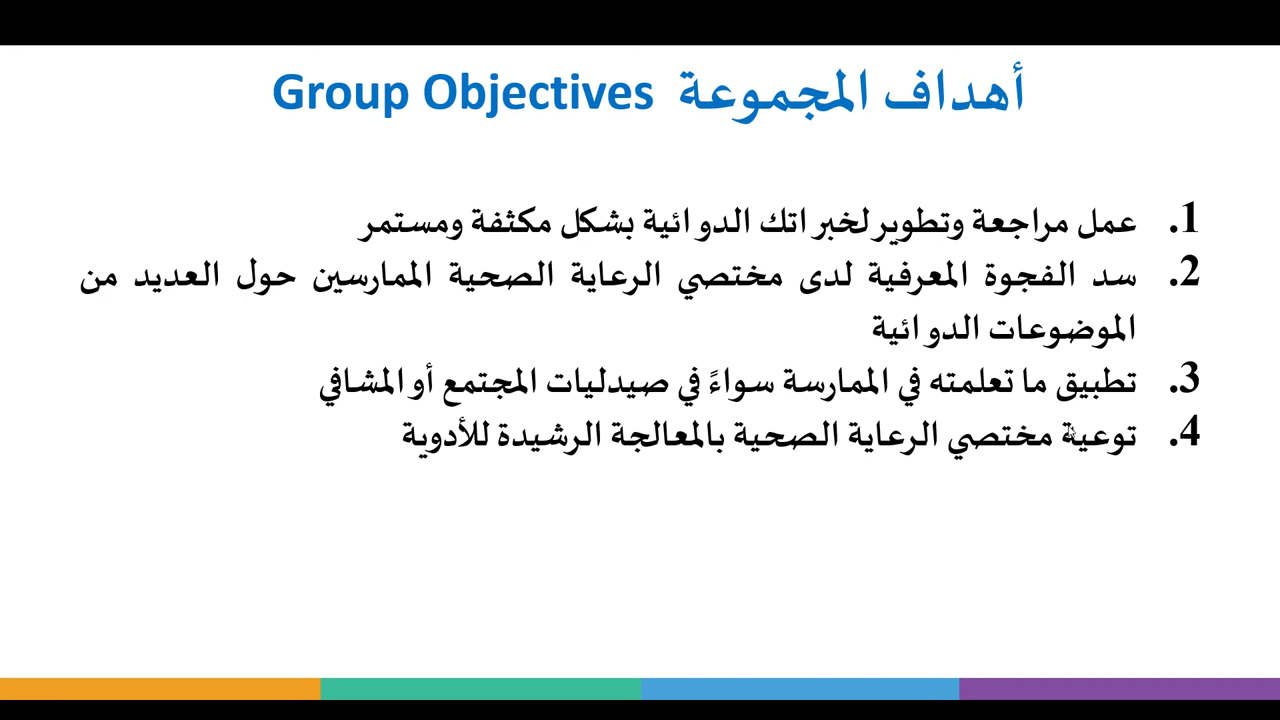 أهداف المجموعة Group Objectives
1. عمل مراجعة وتطوير لخبراتك الدوائية بشكل مكثفة ومستمر
2. سد الفجوة المعرفية لدى مختصي الرعاية الصحية الممارسين حول العديد من
الموضوعات الدوائية
3. تطبيق ما تعلمته في الممارسة سواءً في صيدليات المجتمع أو المشافي
4. توعية مختصي الرعاية الصحية بالمعالجة الرشيدة للأدوية